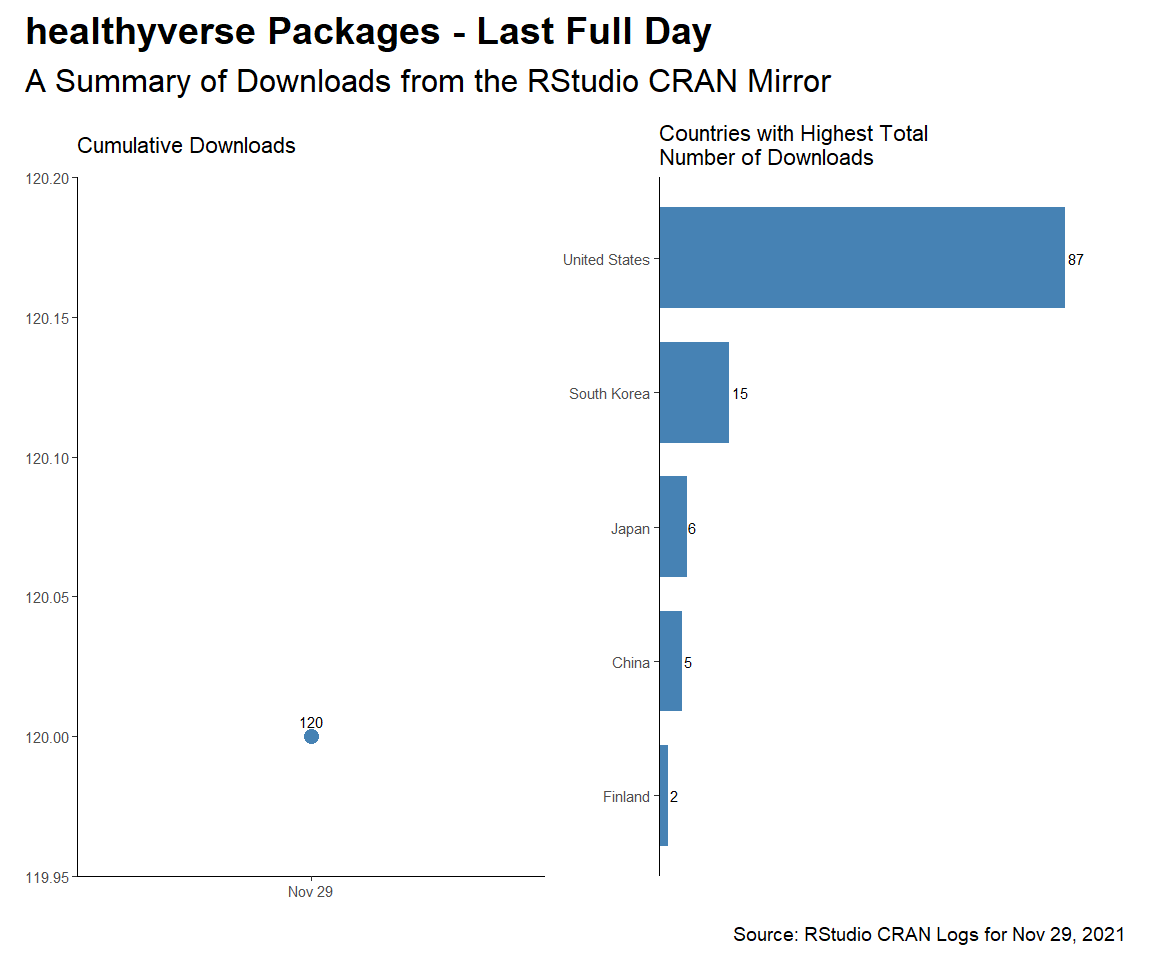 healthyverse Packages - Last Full Day
A Summary of Downloads from the RStudio CRAN Mirror
Cumulative Downloads
120.20
120.15
120.10
120.05
120.00
119.95
120
Nov 29
Countries with Highest Total
Number of Downloads
United States
87
South Korea
15
Japan
6
China
5
Finland
2
Source: RStudio CRAN Logs for Nov 29, 2021